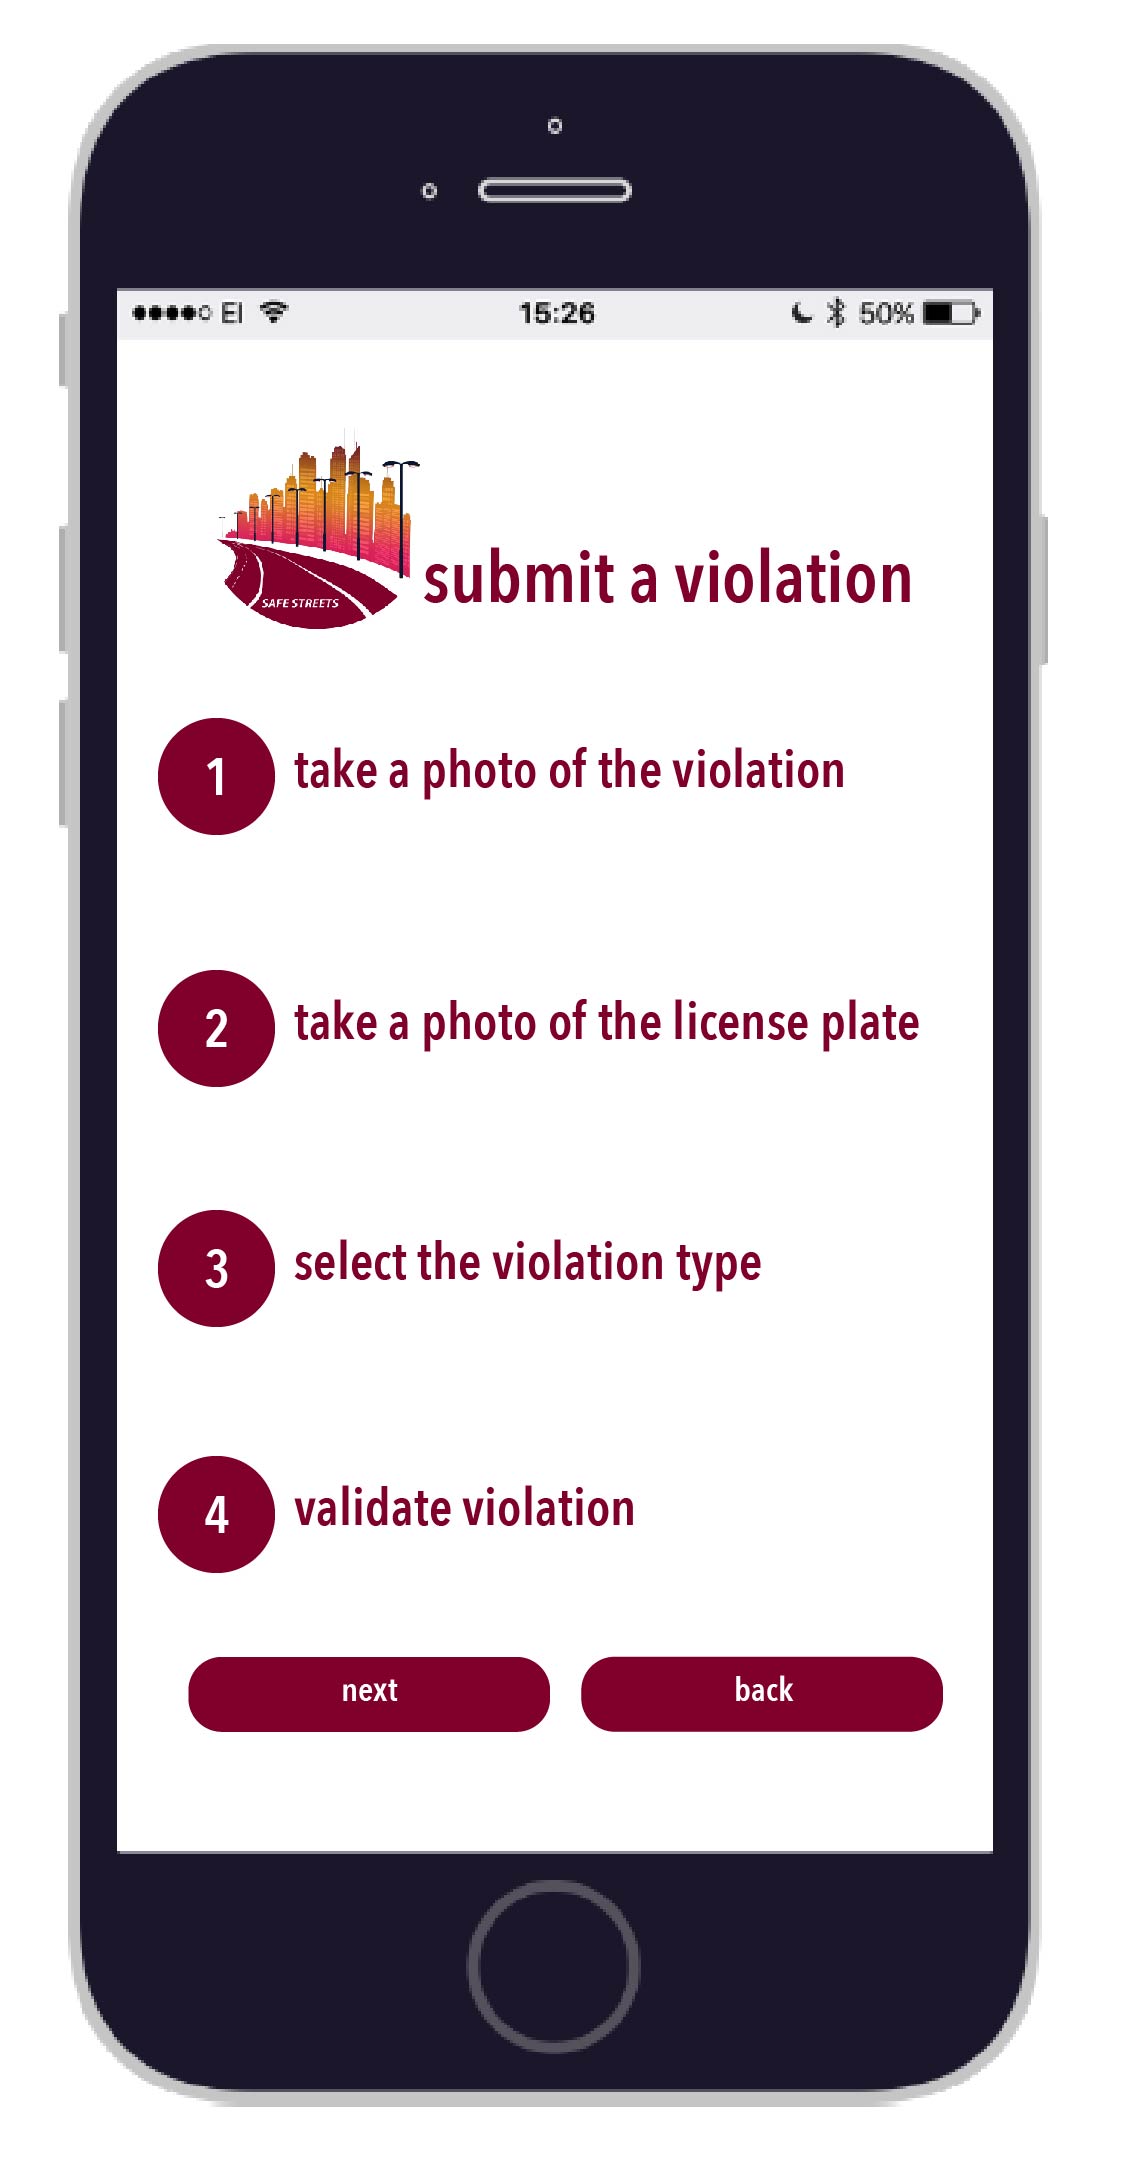 EI 15:26 50%
submit a violation
SAFE STREETS
1 take a photo of the violation
2 take a photo of the license plate
3 select the violation type
4 validate violation
next back